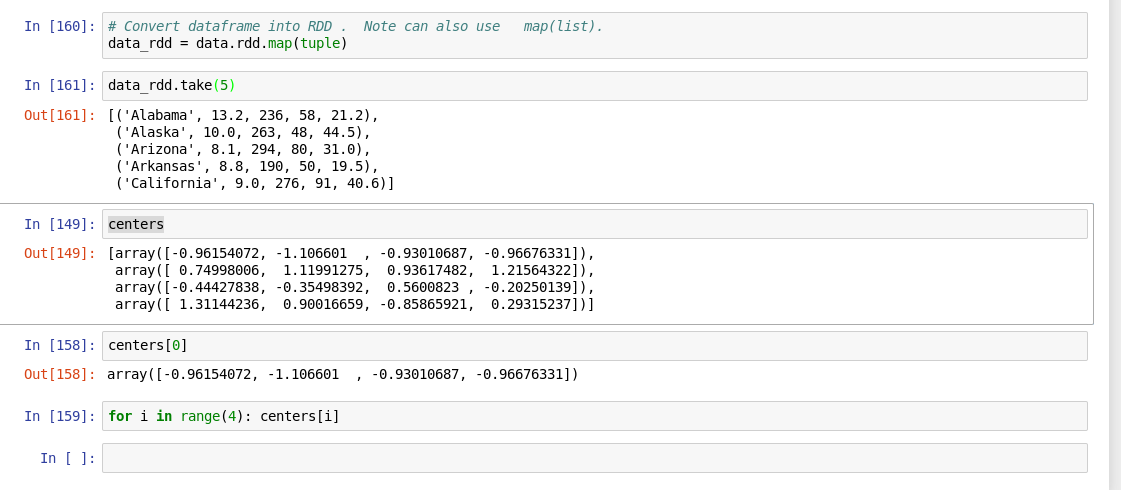 In [160]: # Convert dataframe into RDD .  Note can also use   map(list).
data_rdd = data.rdd.map(tuple)
In [161]: data_rdd.take(5)
Out[161]: [('Alabama', 13.2, 236, 58, 21.2),
('Alaska', 10.0, 263, 48, 44.5),
('Arizona', 8.1, 294, 80, 31.0),
('Arkansas', 8.8, 190, 50, 19.5),
('California', 9.0, 276, 91, 40.6)]
In [149]: centers
Out[149]: [array([-0.96154072, -1.106601  , -0.93010687, -0.96676331]),
array([ 0.74998006,  1.11991275,  0.93617482,  1.21564322]),
array([-0.44427838, -0.35498392,  0.5600823 , -0.20250139]),
array([ 1.31144236,  0.90016659, -0.85865921,  0.29315237])]
In [158]: centers[0]
Out[158]: array([-0.96154072, -1.106601  , -0.93010687, -0.96676331])
In [159]: for i in range(4): centers[i]
In [ ]: